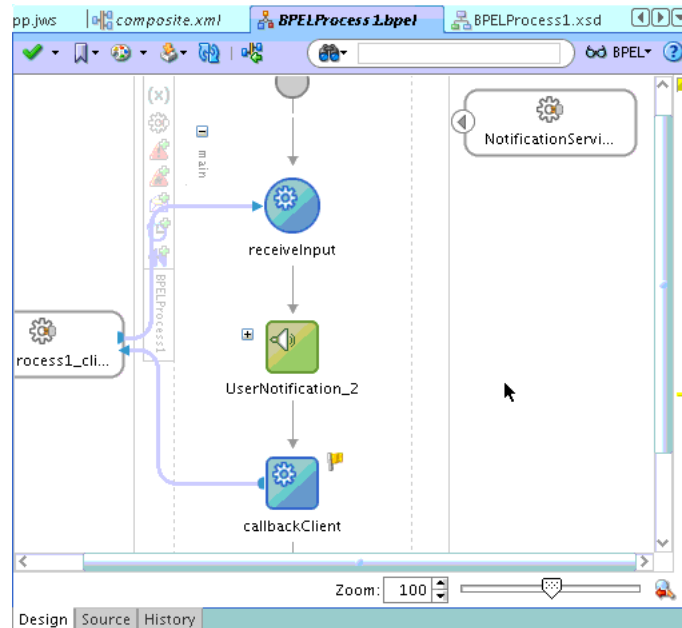 pp.jws composite.xml BPELProcess1.bpel BPELProcess1.xsd
BPEL
(x)
main
NotificationServi...
receiveInput
BPELProcess1
rocess1_cli...
UserNotification_2
callbackClient
Zoom: 100
Design Source History